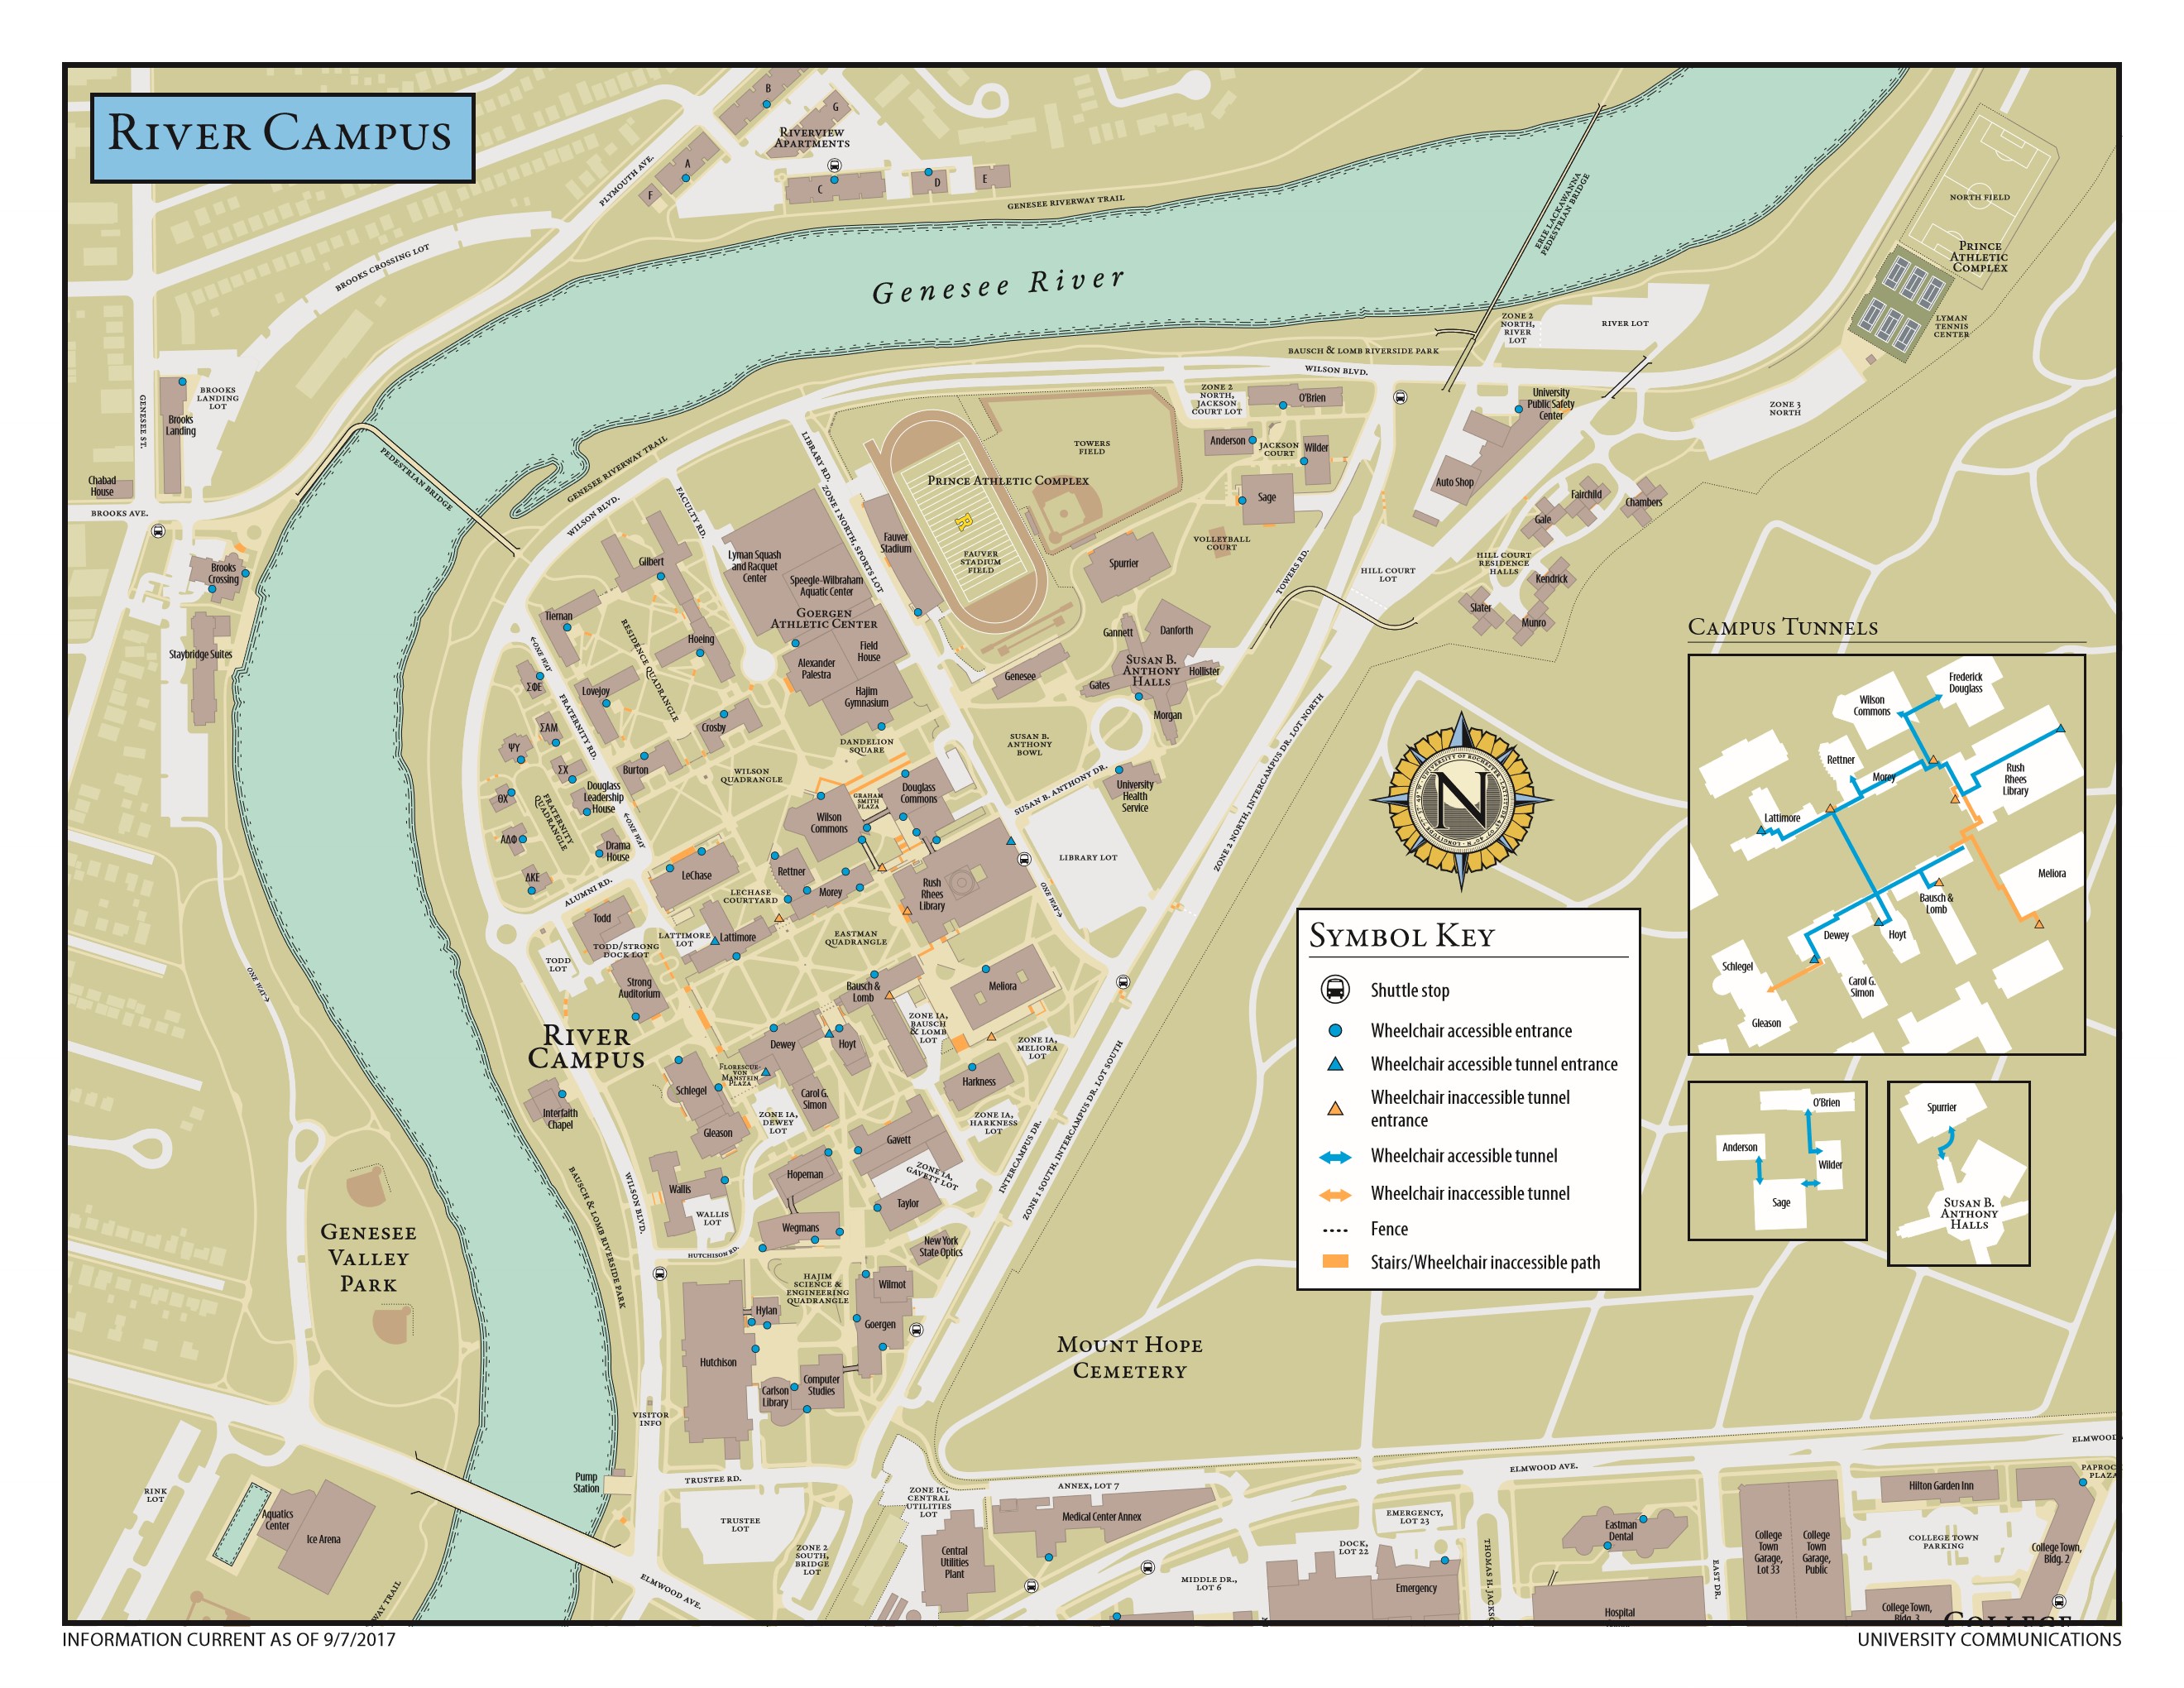 River Campus
B
G
Riverview
Apartments
A
F
C
D
E
Plymouth Ave.
Genesee Riverway Trail
Brooks Crossing Lot
Erie Lackawanna
Pedestrian Bridge
North Field
Prince
Athletic
Complex
Lyman
Tennis
Center
Genesee River
Zone 2
North,
River
Lot
River Lot
Bausch & Lomb Riverside Park
Wilson Blvd.
Zone 3
North
Genesee St.
Brooks
Landing
Lot
Brooks
Landing
Chabad
House
Brooks Ave.
Pedestrian Bridge
Genesee Riverway Trail
Wilson Blvd.
Brooks
Crossing
Staybridge Suites
Library Rd.
Zone 1 North, Sports Lot
Faculty Rd.
Towers
Field
Prince Athletic Complex
Fauver
Stadium
Fauver
Stadium
Field
Zone 2
North,
Jackson
Court Lot
O'Brien
Anderson
Jackson
Court
Wilder
Sage
Volleyball
Court
Spurrier
Towers Rd.
University
Public Safety
Center
Auto Shop
Fairchild
Chambers
Gale
Hill Court
Residence
Halls
Hill Court
Lot
Kendrick
Slater
Munro
Gilbert
Lyman Squash
and Racquet
Center
Speegle-Wilbraham
Aquatic Center
Goergen
Athletic Center
Field
House
Alexander
Palestra
Hajim
Gymnasium
Tiernan
←One Way
Residence Quadrangle
Hoeing
ΣΦΕ
Lovejoy
Fraternity Rd.
Crosby
ΣΑΜ
ΨΥ
ΣΧ
Burton
ΘΧ
Douglass
Leadership
House
Fraternity
Quadrangle
←One Way
ΑΔΦ
Drama
House
ΔΚΕ
Alumni Rd.
Gannett
Danforth
Susan B.
Anthony
Halls
Hollister
Genesee
Gates
Morgan
Susan B.
Anthony
Bowl
Susan B. Anthony Dr.
University
Health
Service
Zone 2 North, Intercampus Dr. Lot North
Dandelion
Square
Wilson
Quadrangle
Graham
Smith
Plaza
Douglass
Commons
Wilson
Commons
Library Lot
One Way→
LeChase
Rettner
Lechase
Courtyard
Morey
Rush
Rhees
Library
Todd
Lattimore
Lot
Lattimore
Todd/Strong
Dock Lot
Todd
Lot
Eastman
Quadrangle
Strong
Auditorium
Bausch &
Lomb
Meliora
Zone 1A,
Bausch
& Lomb
Lot
Zone 1A,
Meliora
Lot
River
Campus
One Way→
Dewey
Hoyt
Florescue-
von
Manstein
Plaza
Schlegel
Carol G.
Simon
Harkness
Zone 1A,
Dewey
Lot
Zone 1A,
Harkness
Lot
Interfaith
Chapel
Gleason
Gavett
Zone 1A,
Gavett Lot
Intercampus Dr.
Zone 1 South, Intercampus Dr. Lot South
Hopeman
Wallis
Wallis
Lot
Taylor
Wegmans
Hutchison Rd.
New York
State Optics
Bausch & Lomb Riverside Park
Wilson Blvd.
Genesee
Valley
Park
Hajim
Science &
Engineering
Quadrangle
Wilmot
Hylan
Goergen
Hutchison
Computer
Studies
Carlson
Library
Visitor
Info
Mount Hope
Cemetery
Pump
Station
Trustee Rd.
Trustee
Lot
Zone 2
South,
Bridge
Lot
Zone 1C,
Central
Utilities
Lot
Central
Utilities
Plant
Annex, Lot 7
Medical Center Annex
Middle Dr.,
Lot 6
Elmwood Ave.
Rink
Lot
Aquatics
Center
Ice Arena
way Trail
Elmwood Ave.
Elmwood
Emergency,
Lot 23
Dock,
Lot 22
Emergency
Thomas H. Jackso
Eastman
Dental
Hospital
East Dr.
College
Town
Garage,
Lot 33
College
Town
Garage,
Public
Hilton Garden Inn
College Town
Parking
College Town,
Bldg. 2
College Town,
Bldg. 3
Paproc
Plaza
College
N
Symbol Key
Shuttle stop
Wheelchair accessible entrance
Wheelchair accessible tunnel entrance
Wheelchair inaccessible tunnel
entrance
Wheelchair accessible tunnel
Wheelchair inaccessible tunnel
Fence
Stairs/Wheelchair inaccessible path
Campus Tunnels
Frederick
Douglass
Wilson
Commons
Rettner
Morey
Rush
Rhees
Library
Lattimore
Meliora
Bausch &
Lomb
Dewey
Hoyt
Schlegel
Carol G.
Simon
Gleason
O'Brien
Anderson
Wilder
Sage
Spurrier
Susan B.
Anthony
Halls
INFORMATION CURRENT AS OF 9/7/2017
UNIVERSITY COMMUNICATIONS